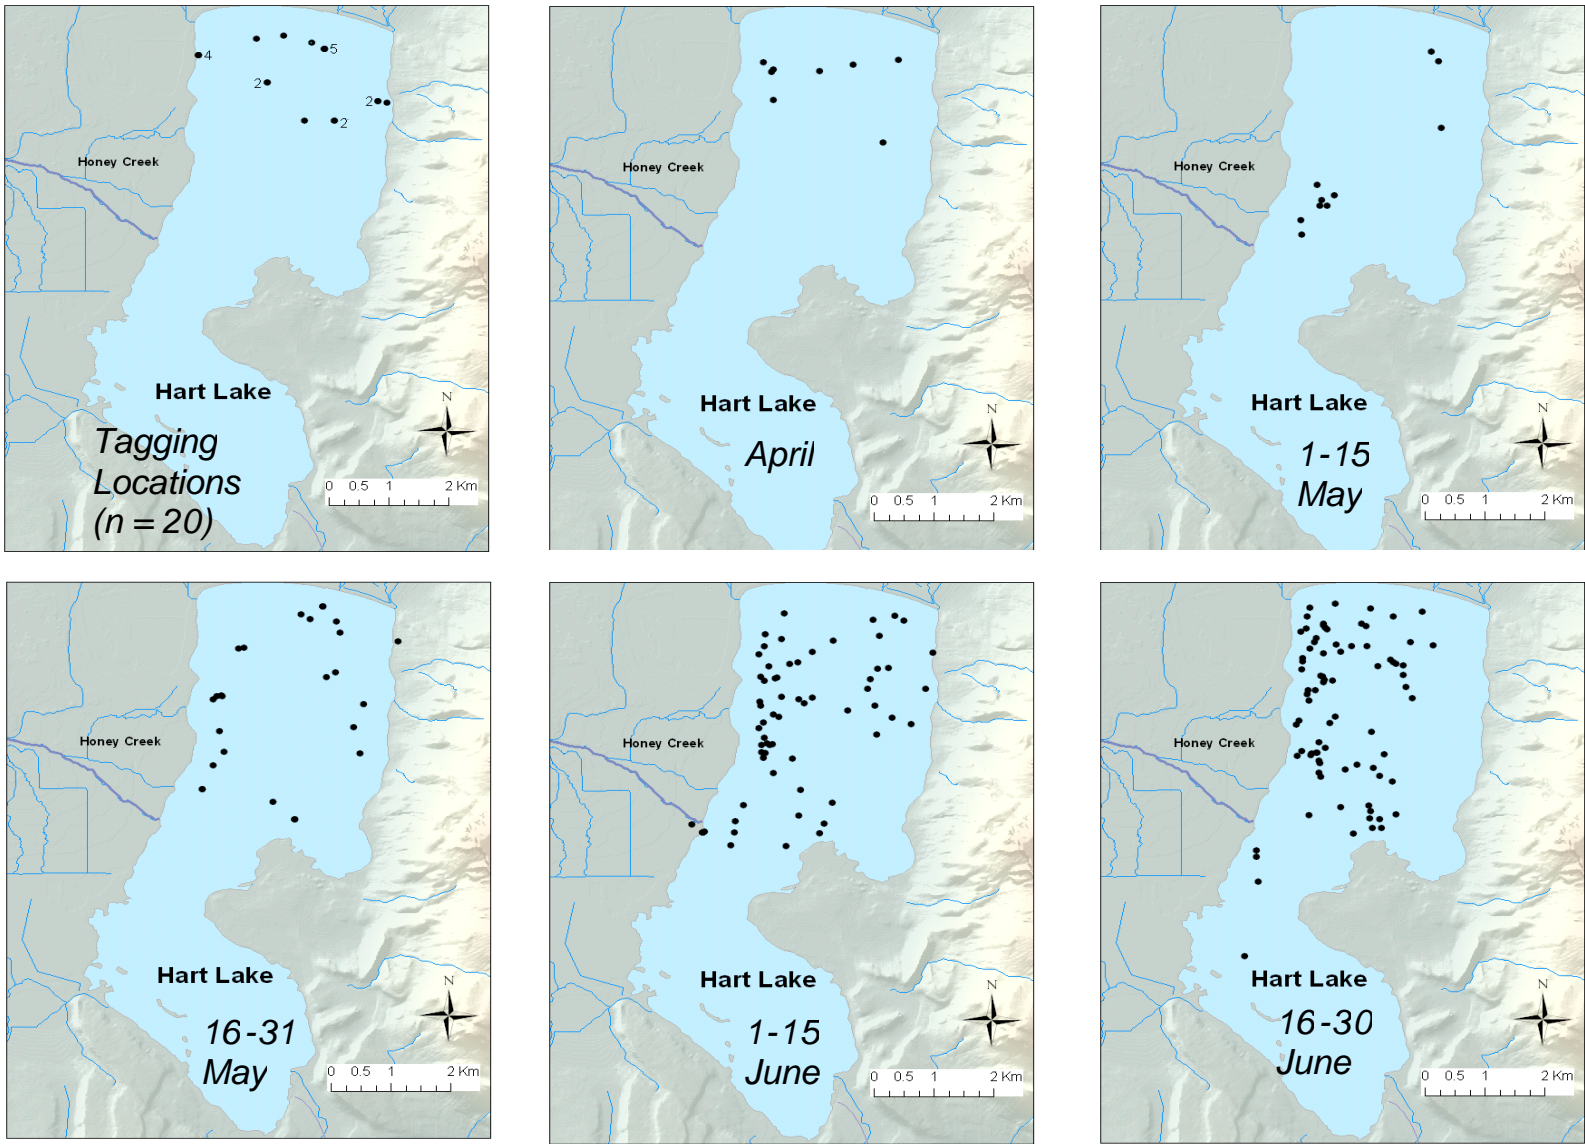 4
5
2
2
2
Honey Creek
Hart Lake
N
Tagging
Locations
(n = 20)
0 0.5 1 2 Km
Honey Creek
Hart Lake
N
April
0 0.5 1 2 Km
Honey Creek
Hart Lake
N
1-15
May
0 0.5 1 2 Km
Honey Creek
Hart Lake
N
16-31
May
0 0.5 1 2 Km
Honey Creek
Hart Lake
N
1-15
June
0 0.5 1 2 Km
Honey Creek
Hart Lake
N
16-30
June
0 0.5 1 2 Km